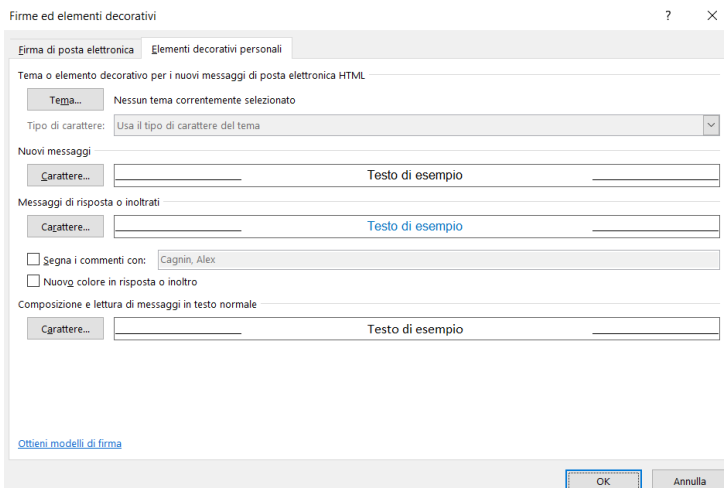 Firme ed elementi decorativi ? ×
Firma di posta elettronica Elementi decorativi personali
Tema o elemento decorativo per i nuovi messaggi di posta elettronica HTML
Tema... Nessun tema correntemente selezionato
Tipo di carattere: Usa il tipo di carattere del tema
Nuovi messaggi
Carattere... Testo di esempio
Messaggi di risposta o inoltrati
Carattere... Testo di esempio
Segna i commenti con: Cagnin, Alex
Nuovo colore in risposta o inoltro
Composizione e lettura di messaggi in testo normale
Carattere... Testo di esempio
Ottieni modelli di firma
OK Annulla